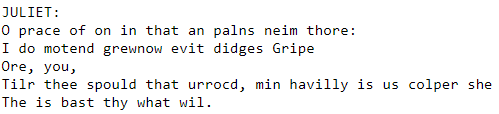 JULIET:
O prace of on in that an palns neim thore:
I do motend grewnow evit didges Gripe
Ore, you,
Tilr thee spould that urrocd, min havilly is us colper she
The is bast thy what wil.